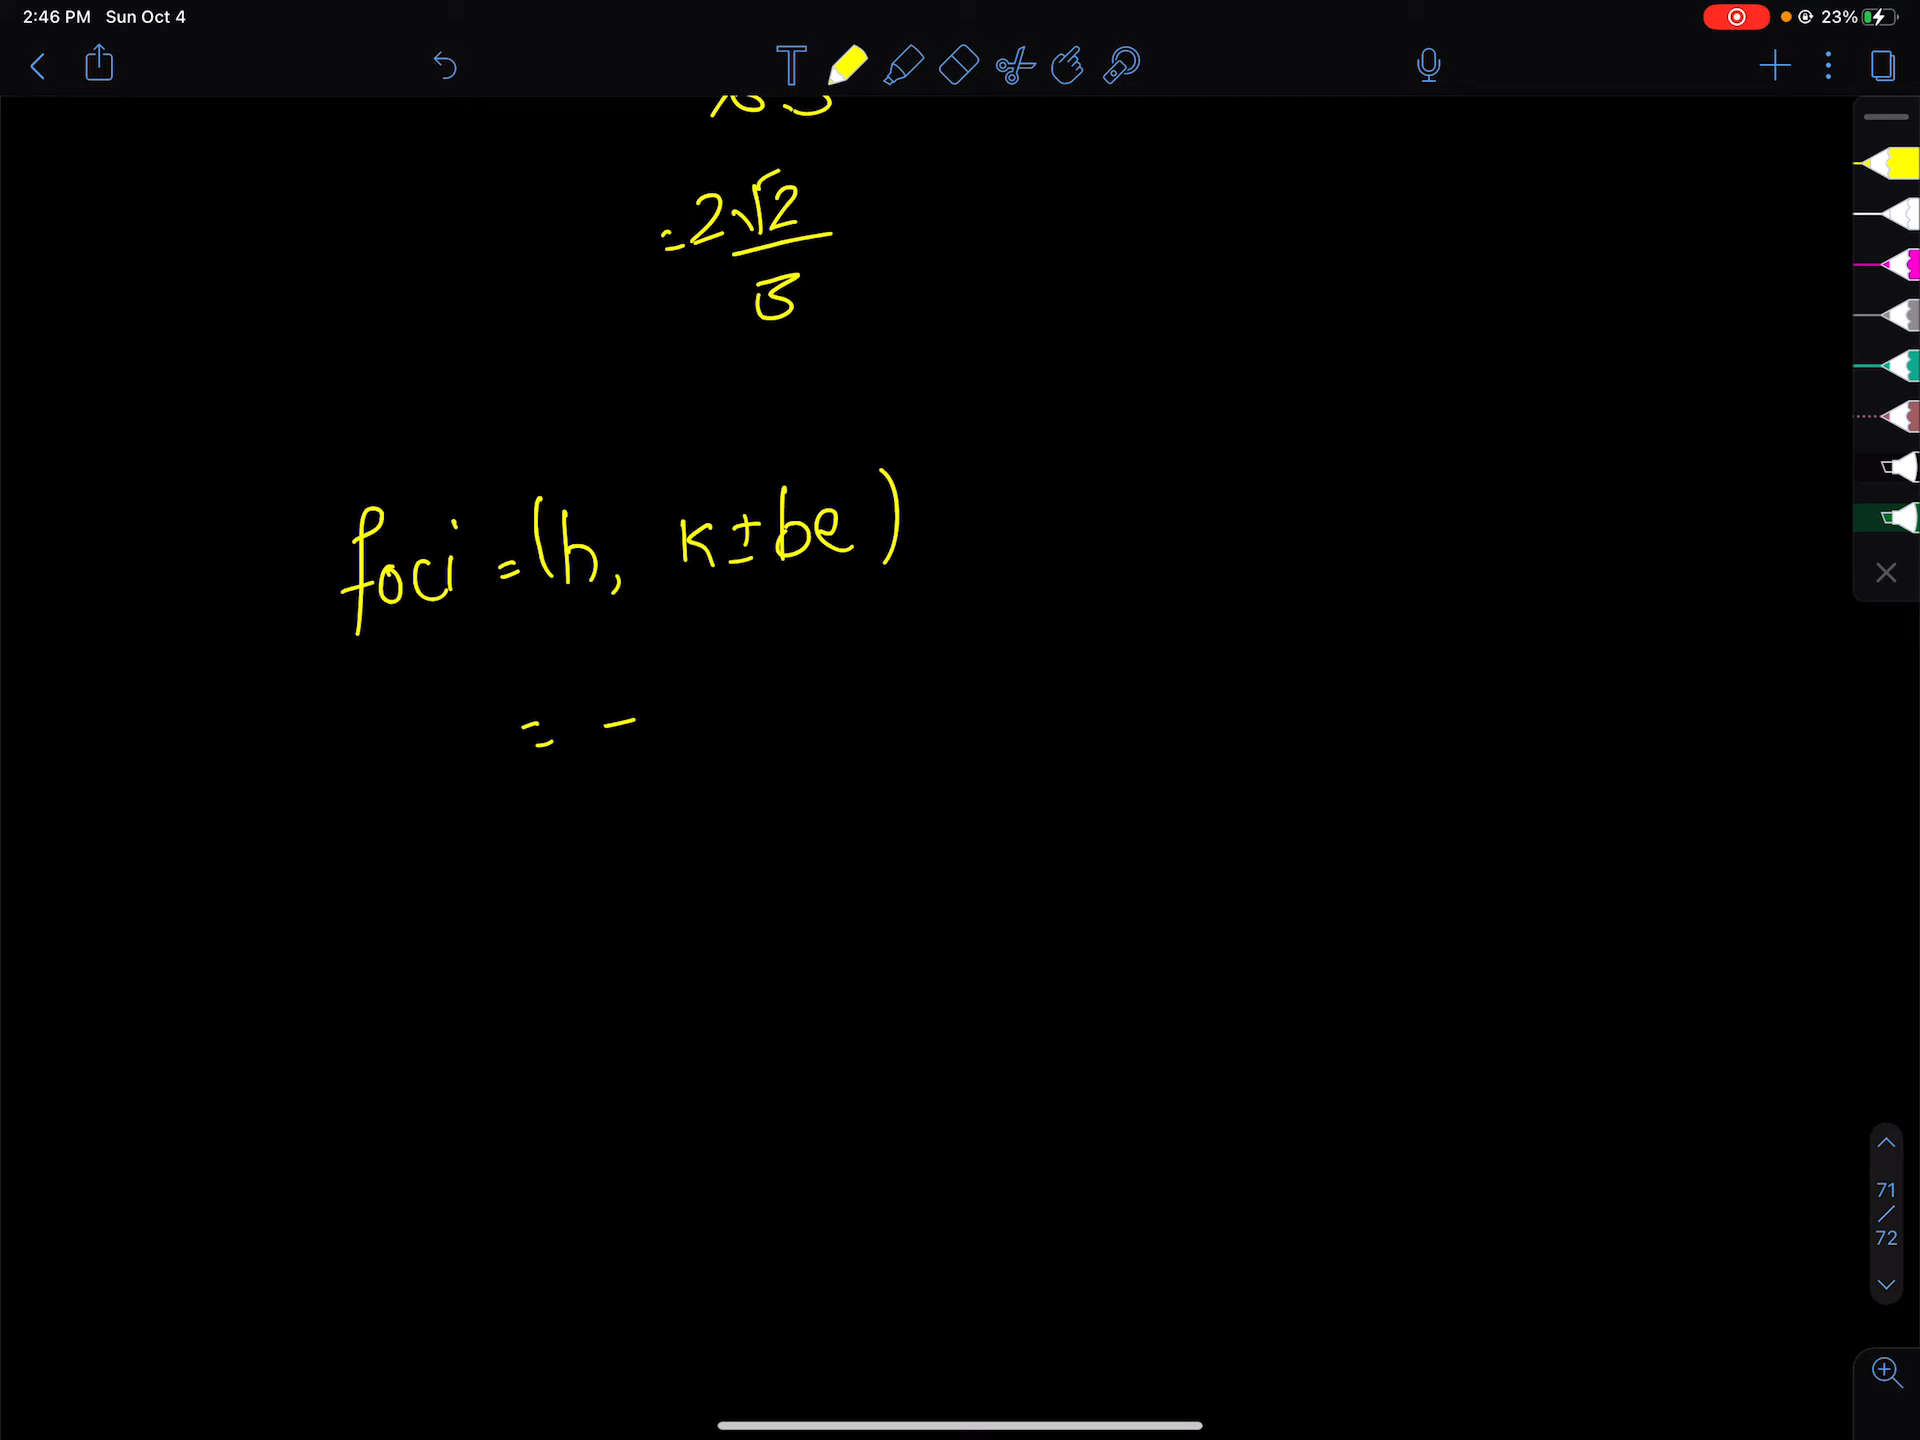 2:46 PM Sun Oct 4
23%
T
= 2√2
3
foci = (h, k ± be)
= -
71
/
72